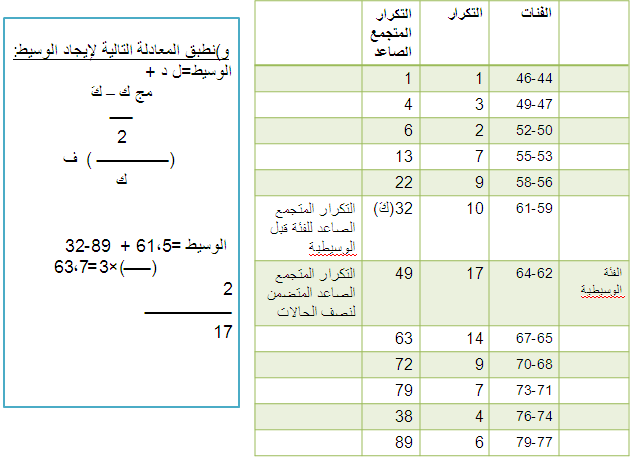 الفئات التكرار التكرار المتجمع الصاعد
46-44 1 1
49-47 3 4
52-50 2 6
55-53 7 13
58-56 9 22
61-59 10 32(كَ) التكرار المتجمع
الصاعد للفئة قبل
الوسيطية
الفئة الوسيطية 64-62 17 49 التكرار المتجمع
الصاعد المتضمن
لنصف الحالات
67-65 14 63
70-68 9 72
73-71 7 79
76-74 4 38
79-77 6 89
و)نطبق المعادلة التالية لإيجاد الوسيط:
الوسيط=ل د +
مج ك – كَ
2
(ـــــــــــــــــ ) ف
ك
الوسيط =61،5 + 89-32
(ــــــ)×3=63،7
2
17